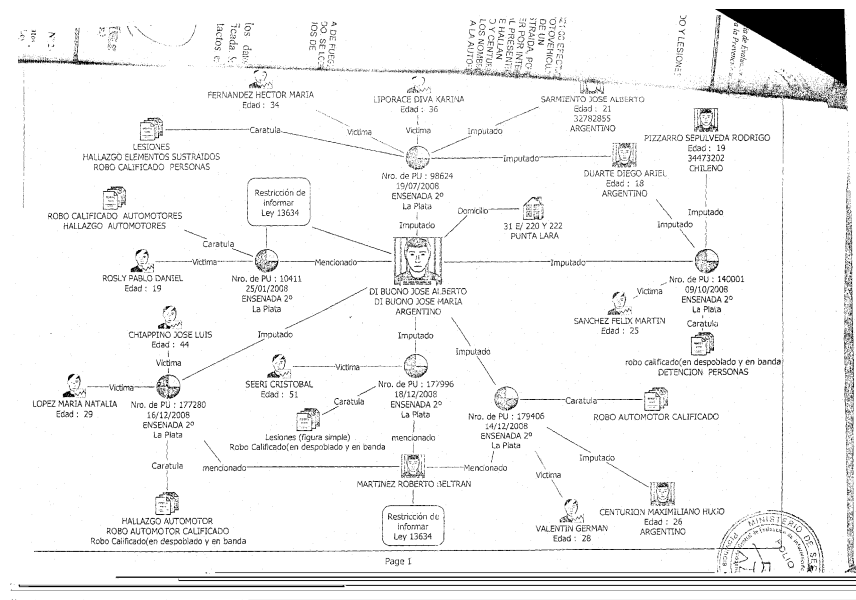 DO Y LESIONES
FERNANDEZ HECTOR MARIA
Edad : 34
LIPORACE DIVA KARINA
Edad : 36
SARMIENTO JOSE ALBERTO
Edad : 21
32782855
ARGENTINO
PIZZARRO SEPULVEDA RODRIGO
Edad : 19
34473202
CHILENO
Victima
Victima
Imputado
LESIONES
HALLAZGO ELEMENTOS SUSTRAIDOS
ROBO CALIFICADO PERSONAS
Caratula
Nro. de PU : 98624
19/07/2008
ENSENADA 2º
La Plata
Imputado
DUARTE DIEGO ARIEL
Edad : 18
ARGENTINO
Imputado
Imputado
Restricción de
informar
Ley 13634
Domicilio
31 E/ 220 Y 222
PUNTA LARA
ROBO CALIFICADO AUTOMOTORES
HALLAZGO AUTOMOTORES
Caratula
Imputado
ROSLY PABLO DANIEL
Edad : 19
Victima
Nro. de PU : 10411
25/01/2008
ENSENADA 2º
La Plata
Mencionado
DI BUONO JOSE ALBERTO
DI BUONO JOSE MARIA
ARGENTINO
Imputado
Nro. de PU : 140001
09/10/2008
ENSENADA 2º
La Plata
Victima
SANCHEZ FELIX MARTIN
Edad : 25
Caratula
robo calificado(en despoblado y en banda
DETENCION PERSONAS
CHIAPPINO JOSE LUIS
Edad : 44
Imputado
Imputado
Imputado
Victima
LOPEZ MARIA NATALIA
Edad : 29
Victima
Nro. de PU : 177280
16/12/2008
ENSENADA 2º
La Plata
SEERI CRISTOBAL
Edad : 51
Victima
Nro. de PU : 177996
18/12/2008
ENSENADA 2º
La Plata
Caratula
Lesiones (figura simple)
Robo Calificado(en despoblado y en banda
Nro. de PU : 179406
14/12/2008
ENSENADA 2º
La Plata
Caratula
ROBO AUTOMOTOR CALIFICADO
Caratula
mencionado
mencionado
Mencionado
Imputado
Victima
MARTINEZ ROBERTO BELTRAN
HALLAZGO AUTOMOTOR
ROBO AUTOMOTOR CALIFICADO
Robo Calificado(en despoblado y en banda
Restricción de
informar
Ley 13634
VALENTIN GERMAN
Edad : 28
CENTURION MAXIMILIANO HUGO
Edad : 26
ARGENTINO
MINISTERIO DE SE
FOLIO
Page 1